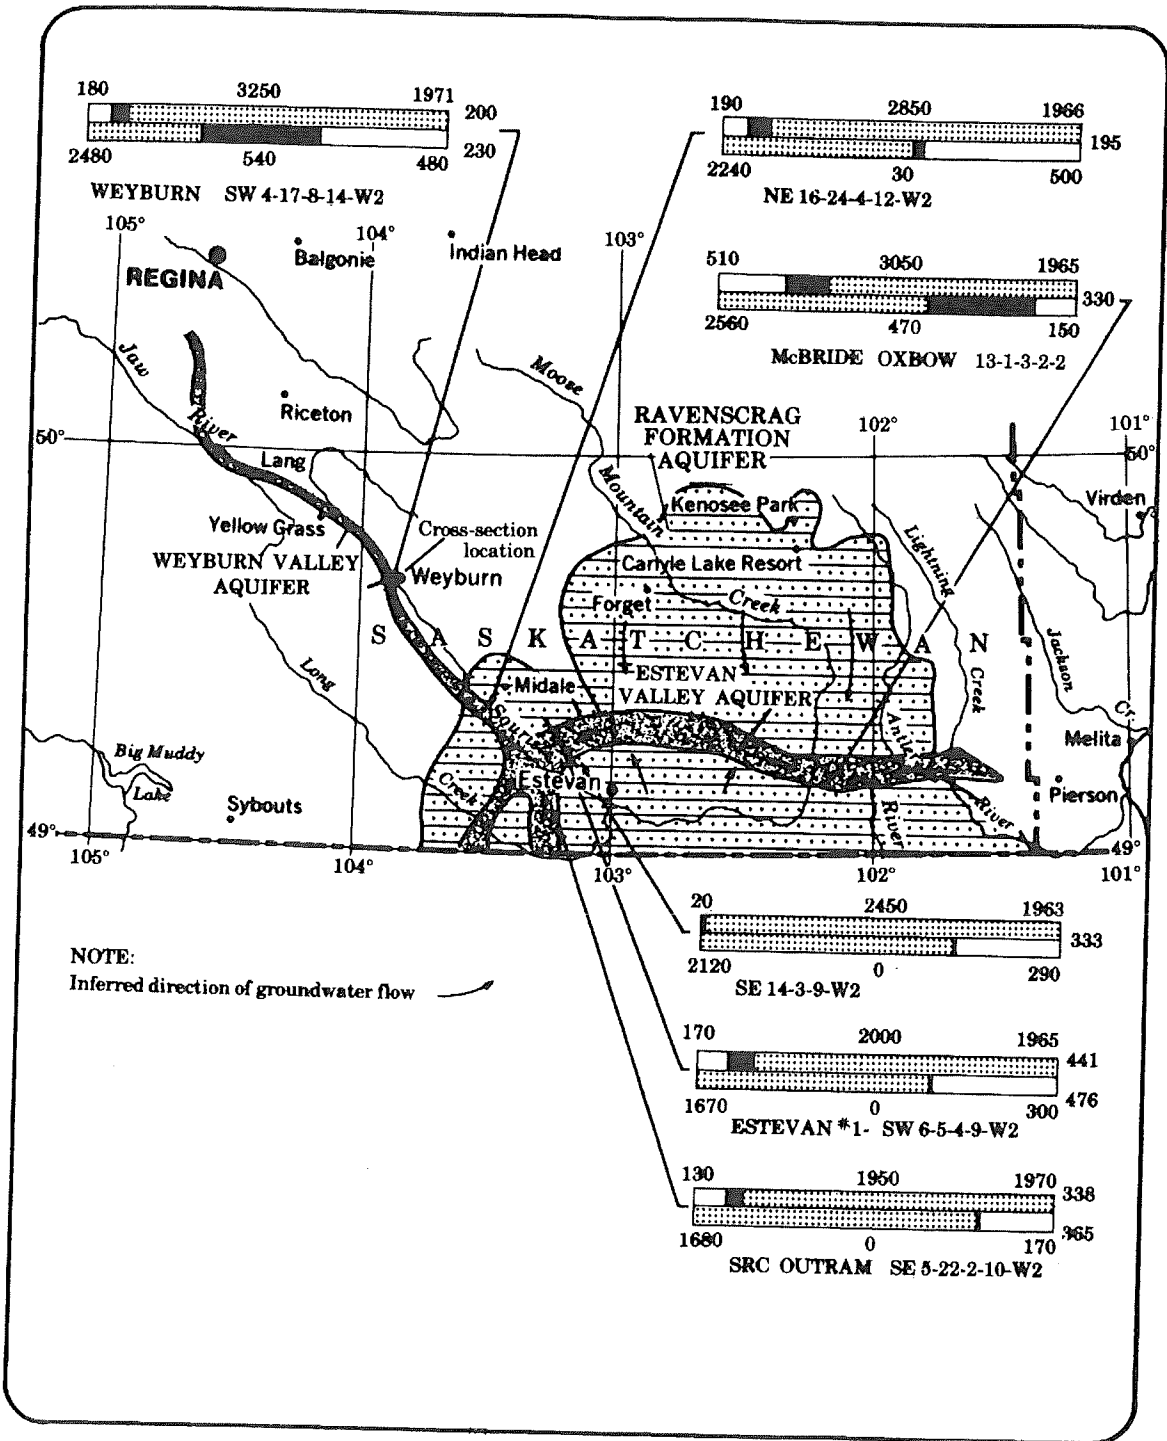 180 3250 1971
200
230
2480 540 480
WEYBURN SW 4-17-8-14-W2
190 2850 1966
195
2240 30 500
NE 16-24-4-12-W2
510 3050 1965
330
2560 470 150
McBRIDE OXBOW 13-1-3-2-2
105° 104° 103°
REGINA
Balgonie
Indian Head
Jaw
River
Riceton
Moose
Mountain
Creek
RAVENSCRAG
FORMATION
AQUIFER
102° 101°
50° 50°
Lang
Yellow Grass
Cross-section
location
WEYBURN VALLEY
AQUIFER
Weyburn
Kenosee Park
Carlyle Lake Resort
Forget
Lightning
Creek
Virden
SASKATCHEWAN
Jackson
Cr.
Long
Creek
Midale
ESTEVAN
VALLEY AQUIFER
Souris
River
Antler
River
Melita
Pierson
Big Muddy
Lake
Sybouts
Estevan
49° 49°
105° 104° 103° 102° 101°
NOTE:
Inferred direction of groundwater flow
20 2450 1963
333
2120 0 290
SE 14-3-9-W2
170 2000 1965
441
476
1670 0 300
ESTEVAN #1- SW 6-5-4-9-W2
130 1950 1970
338
365
1680 0 170
SRC OUTRAM SE 5-22-2-10-W2